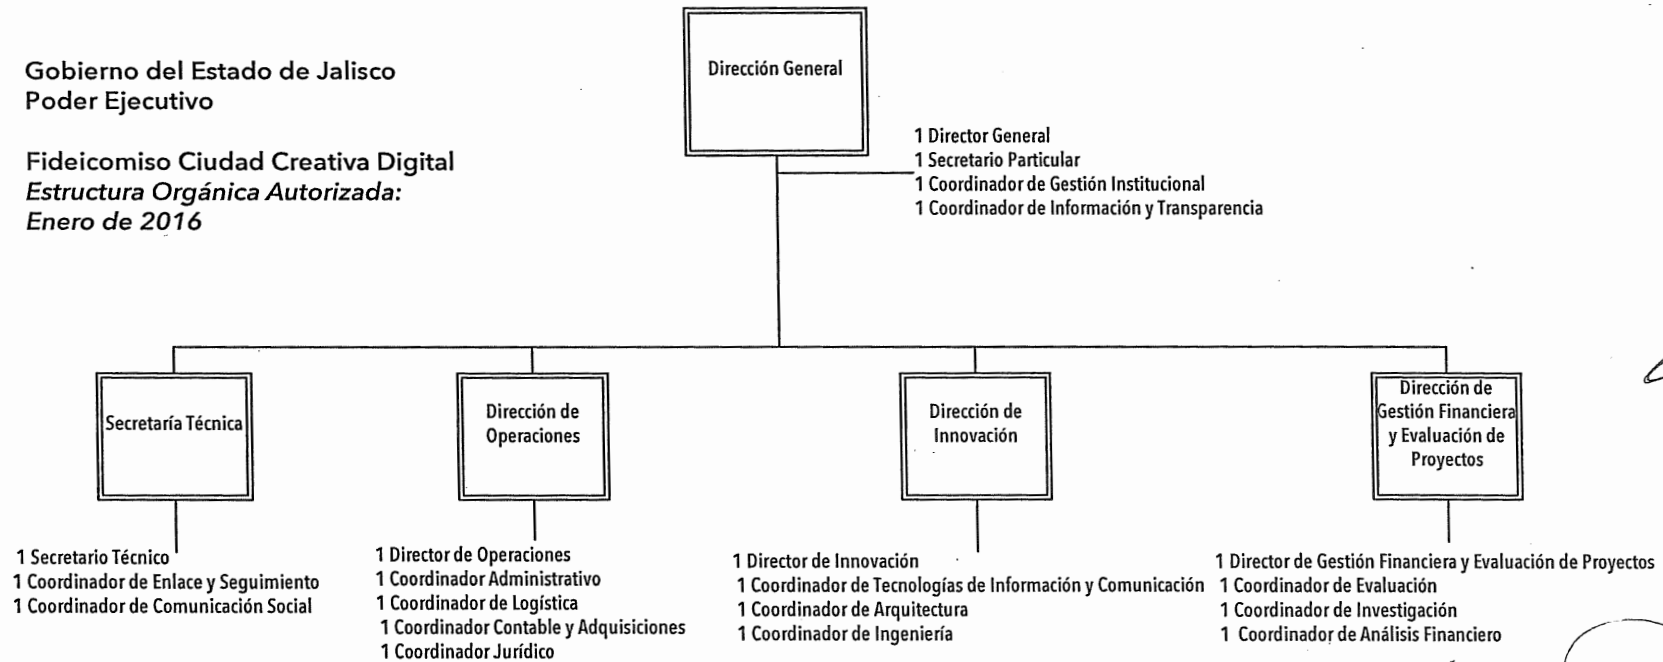 Gobierno del Estado de Jalisco
Poder Ejecutivo
Fideicomiso Ciudad Creativa Digital
Estructura Orgánica Autorizada:
Enero de 2016
Dirección General
1 Director General
1 Secretario Particular
1 Coordinador de Gestión Institucional
1 Coordinador de Información y Transparencia
Secretaría Técnica
1 Secretario Técnico
1 Coordinador de Enlace y Seguimiento
1 Coordinador de Comunicación Social
Dirección de
Operaciones
1 Director de Operaciones
1 Coordinador Administrativo
1 Coordinador de Logística
1 Coordinador Contable y Adquisiciones
1 Coordinador Jurídico
Dirección de
Innovación
1 Director de Innovación
1 Coordinador de Tecnologías de Información y Comunicación
1 Coordinador de Arquitectura
1 Coordinador de Ingeniería
Dirección de
Gestión Financiera
y Evaluación de
Proyectos
1 Director de Gestión Financiera y Evaluación de Proyectos
1 Coordinador de Evaluación
1 Coordinador de Investigación
1 Coordinador de Análisis Financiero